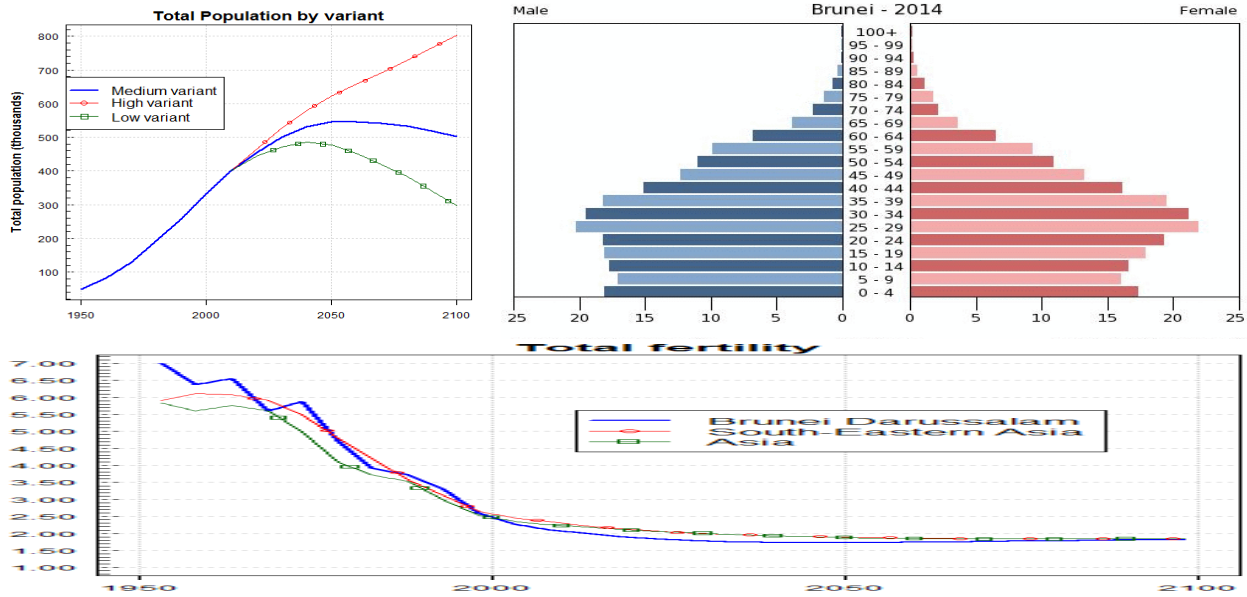 Total Population by variant
Total population (thousands)
800
700
600
500
400
300
200
100
Medium variant
High variant
Low variant
1950 2000 2050 2100
Male Brunei - 2014 Female
100+
95 - 99
90 - 94
85 - 89
80 - 84
75 - 79
70 - 74
65 - 69
60 - 64
55 - 59
50 - 54
45 - 49
40 - 44
35 - 39
30 - 34
25 - 29
20 - 24
15 - 19
10 - 14
5 - 9
0 - 4
25 20 15 10 5 0 0 5 10 15 20 25
Total fertility
7.00
6.50
6.00
5.50
5.00
4.50
4.00
3.50
3.00
2.50
2.00
1.50
1.00
Brunei Darussalam
South-Eastern Asia
Asia
1950 2000 2050 2100